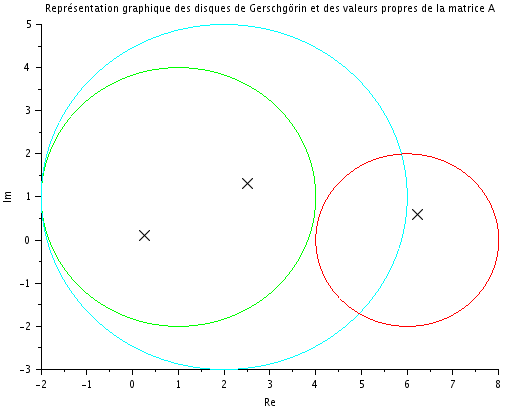 Représentation graphique des disques de Gerschgörin et des valeurs propres de la matrice A
5
4
3
2
1
0
-1
-2
-3
Im
-2 -1 0 1 2 3 4 5 6 7 8
Re